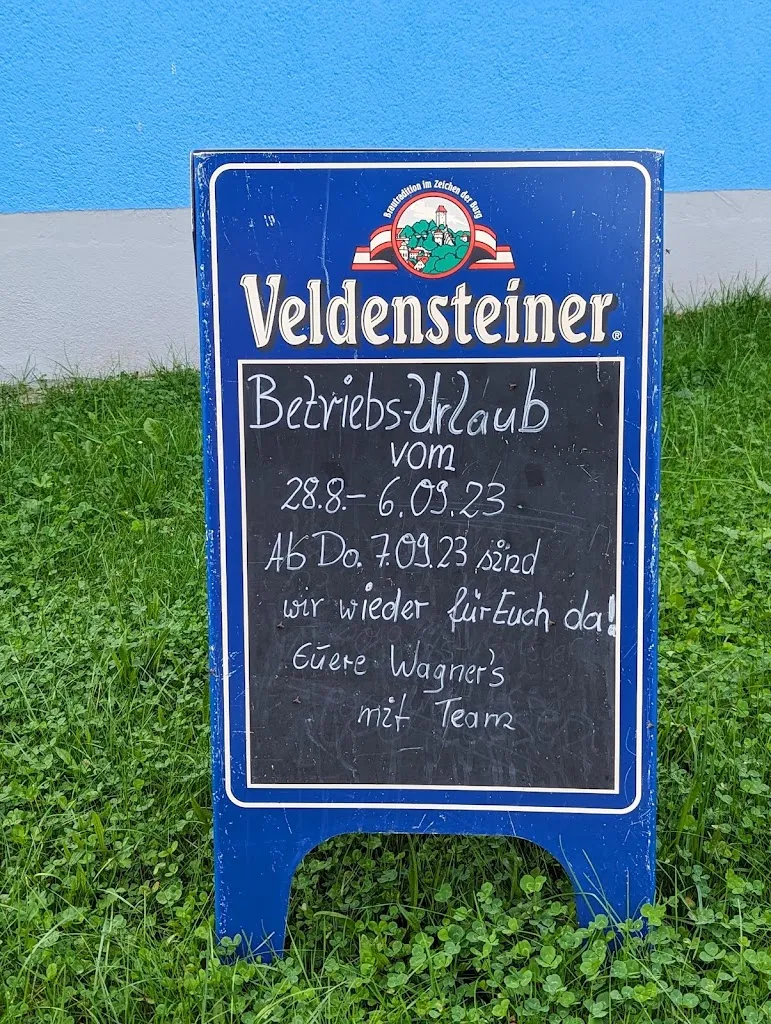 Brautradition im Zeichen der Burg
Veldensteiner®
Betriebs-Urlaub
vom
28.8.- 6.09.23
Ab Do. 7.09.23 sind
wir wieder für Euch da!
Euere Wagner's
mit Team